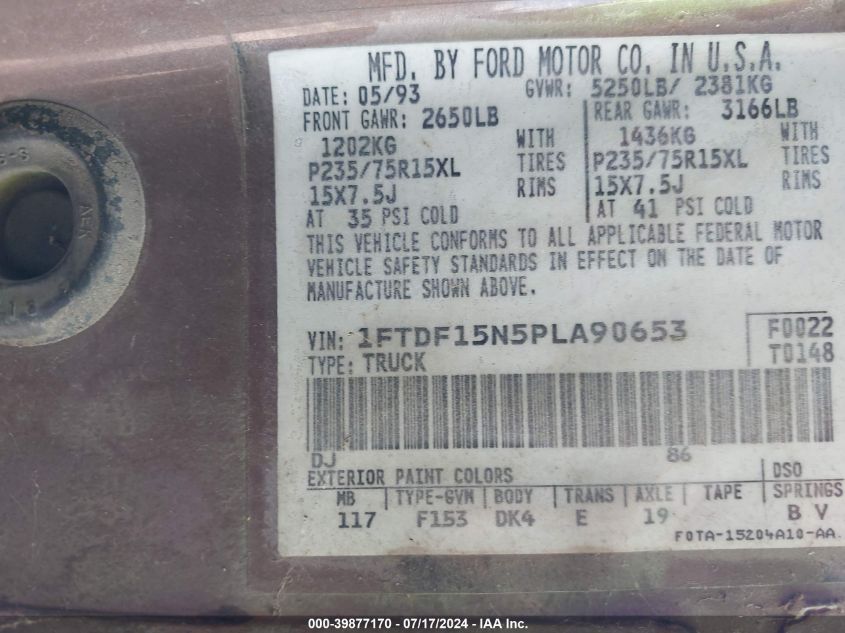 MFD. BY FORD MOTOR CO. IN U.S.A.
DATE: 05/93 GVWR: 5250LB/ 2381KG
FRONT GAWR: 2650LB REAR GAWR: 3166LB
1202KG WITH 1436KG WITH
P235/75R15XL TIRES P235/75R15XL TIRES
15X7.5J RIMS 15X7.5J RIMS
AT 35 PSI COLD AT 41 PSI COLD
THIS VEHICLE CONFORMS TO ALL APPLICABLE FEDERAL MOTOR
VEHICLE SAFETY STANDARDS IN EFFECT ON THE DATE OF
MANUFACTURE SHOWN ABOVE.
VIN: 1FTDF15N5PLA90653 F0022
TYPE: TRUCK T0148
DJ 86
EXTERIOR PAINT COLORS DSO
MB TYPE-GVM BODY TRANS AXLE TAPE SPRINGS
117 F153 DK4 E 19 B V
F0TA-15204A10-AA
000-39877170 - 07/17/2024 - IAA Inc.